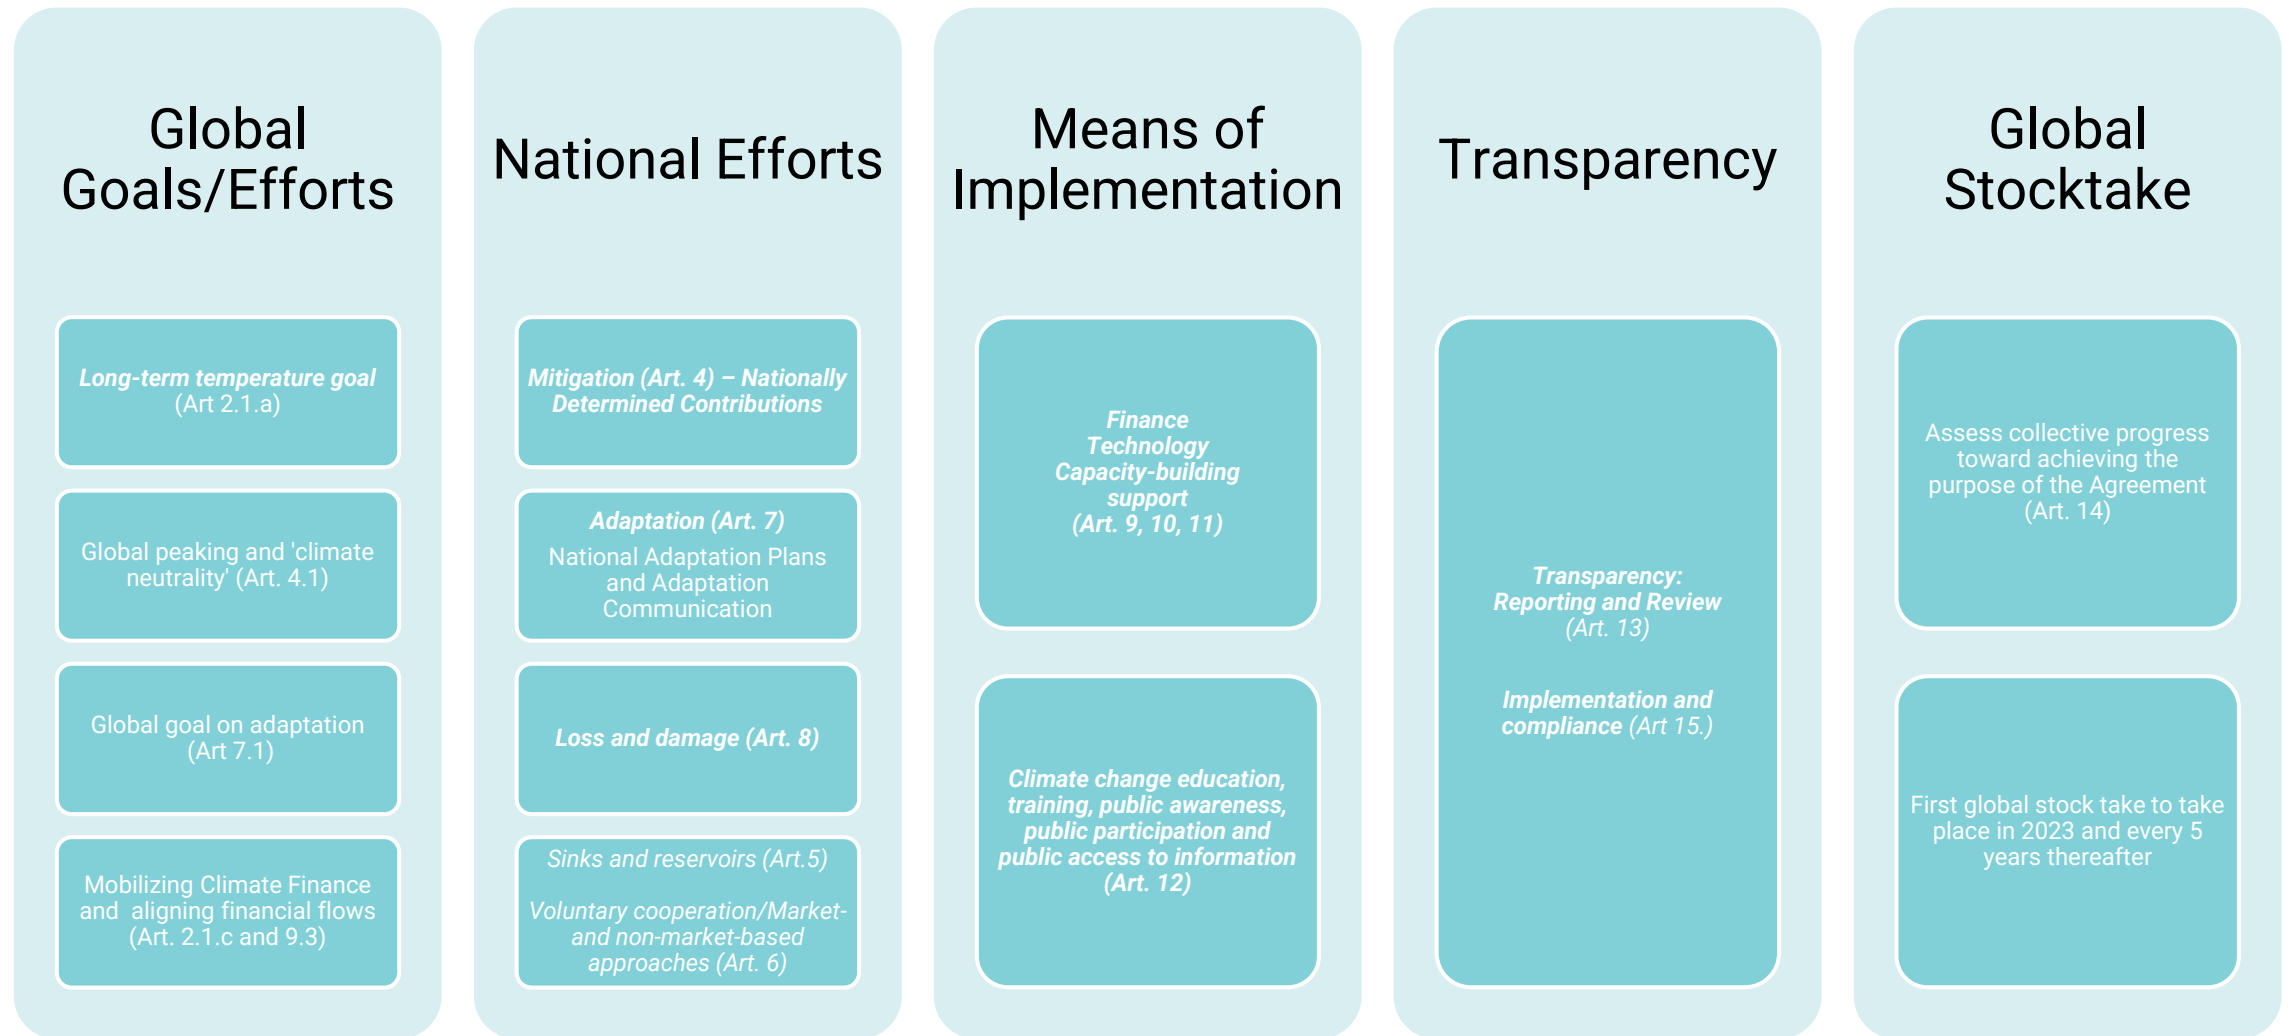 Global
Goals/Efforts
Long-term temperature goal
(Art 2.1.a)
Global peaking and 'climate
neutrality' (Art. 4.1)
Global goal on adaptation
(Art 7.1)
Mobilizing Climate Finance
and  aligning financial flows
(Art. 2.1.c and 9.3)
National Efforts
Mitigation (Art. 4) – Nationally
Determined Contributions
Adaptation (Art. 7)
National Adaptation Plans
and Adaptation
Communication
Loss and damage (Art. 8)
Sinks and reservoirs (Art.5)
Voluntary cooperation/Market-
and non-market-based
approaches (Art. 6)
Means of
Implementation
Finance
Technology
Capacity-building
support
(Art. 9, 10, 11)
Climate change education,
training, public awareness,
public participation and
public access to information
(Art. 12)
Transparency
Transparency:
Reporting and Review
(Art. 13)
Implementation and
compliance (Art 15.)
Global
Stocktake
Assess collective progress
toward achieving the
purpose of the Agreement
(Art. 14)
First global stock take to take
place in 2023 and every 5
years thereafter